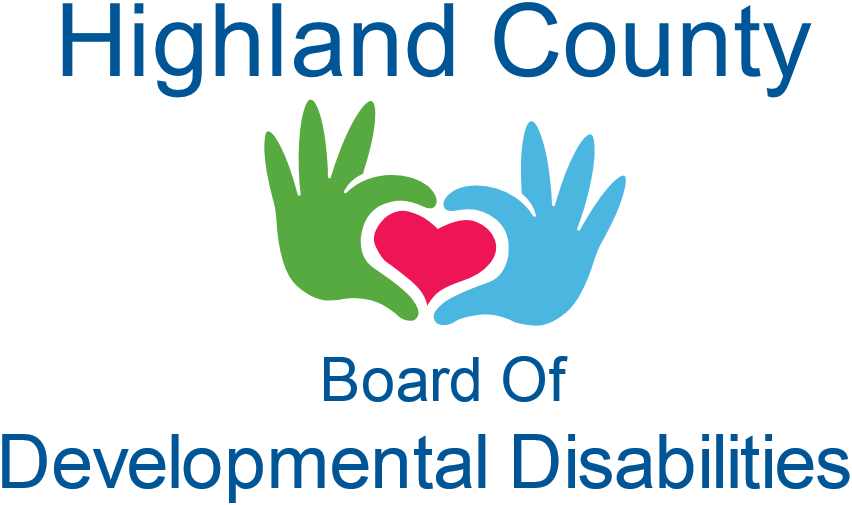 Highland County
Board Of
Developmental Disabilities